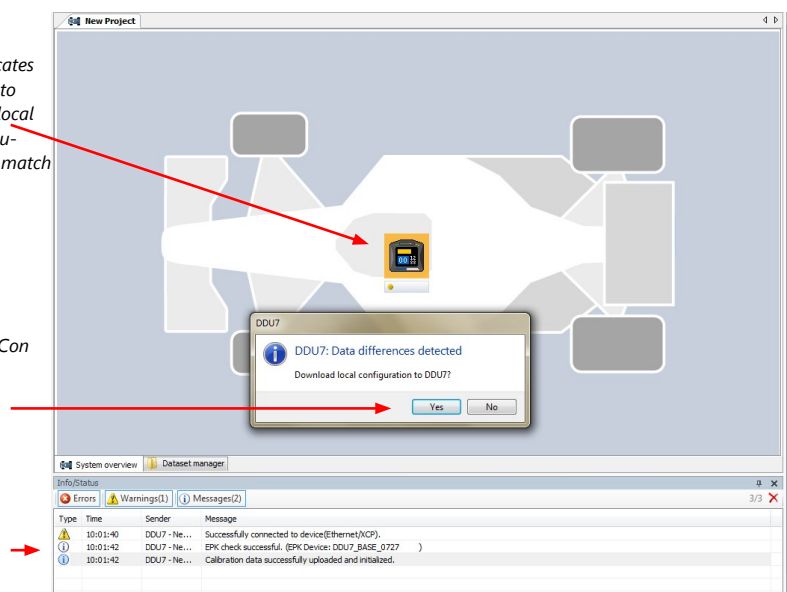 New Project
cates
to
local
u-
match
DDU7
DDU7: Data differences detected
Download local configuration to DDU7?
Con
Yes No
System overview Dataset manager
Info/Status
Errors Warnings(1) Messages(2) 3/3
Type Time Sender Message
10:01:40 DDU7 - Ne... Successfully connected to device(Ethernet/XCP).
10:01:42 DDU7 - Ne... EPK check successful. (EPK Device: DDU7_BASE_0727 )
10:01:42 DDU7 - Ne... Calibration data successfully uploaded and initialized.